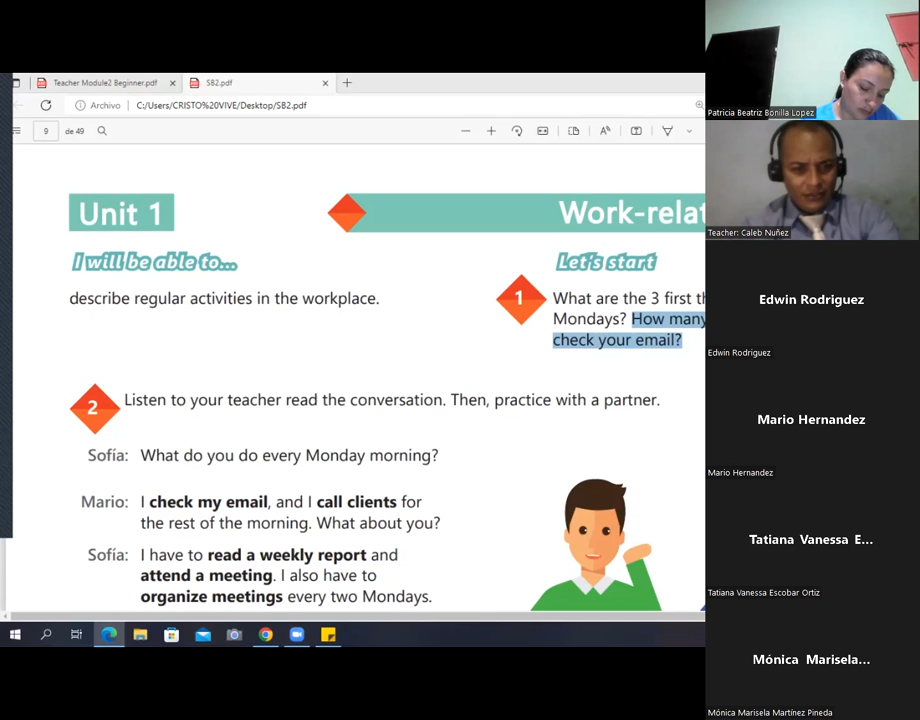 Teacher Module2 Beginner.pdf
SB2.pdf
Archivo
C:/Users/CRISTO%20VIVE/Desktop/SB2.pdf
9
de 49
Unit 1
Work-relat
I will be able to...
Let's start
describe regular activities in the workplace.
1
What are the 3 first th
Mondays? How many
check your email?
2
Listen to your teacher read the conversation. Then, practice with a partner.
Sofía: What do you do every Monday morning?
Mario: I check my email, and I call clients for
the rest of the morning. What about you?
Sofía: I have to read a weekly report and
attend a meeting. I also have to
organize meetings every two Mondays.
Patricia Beatriz Bonilla Lopez
Teacher: Caleb Nuñez
Edwin Rodriguez
Edwin Rodriguez
Mario Hernandez
Mario Hernandez
Tatiana Vanessa E...
Tatiana Vanessa Escobar Ortiz
Mónica Marisela...
Mónica Marisela Martínez Pineda